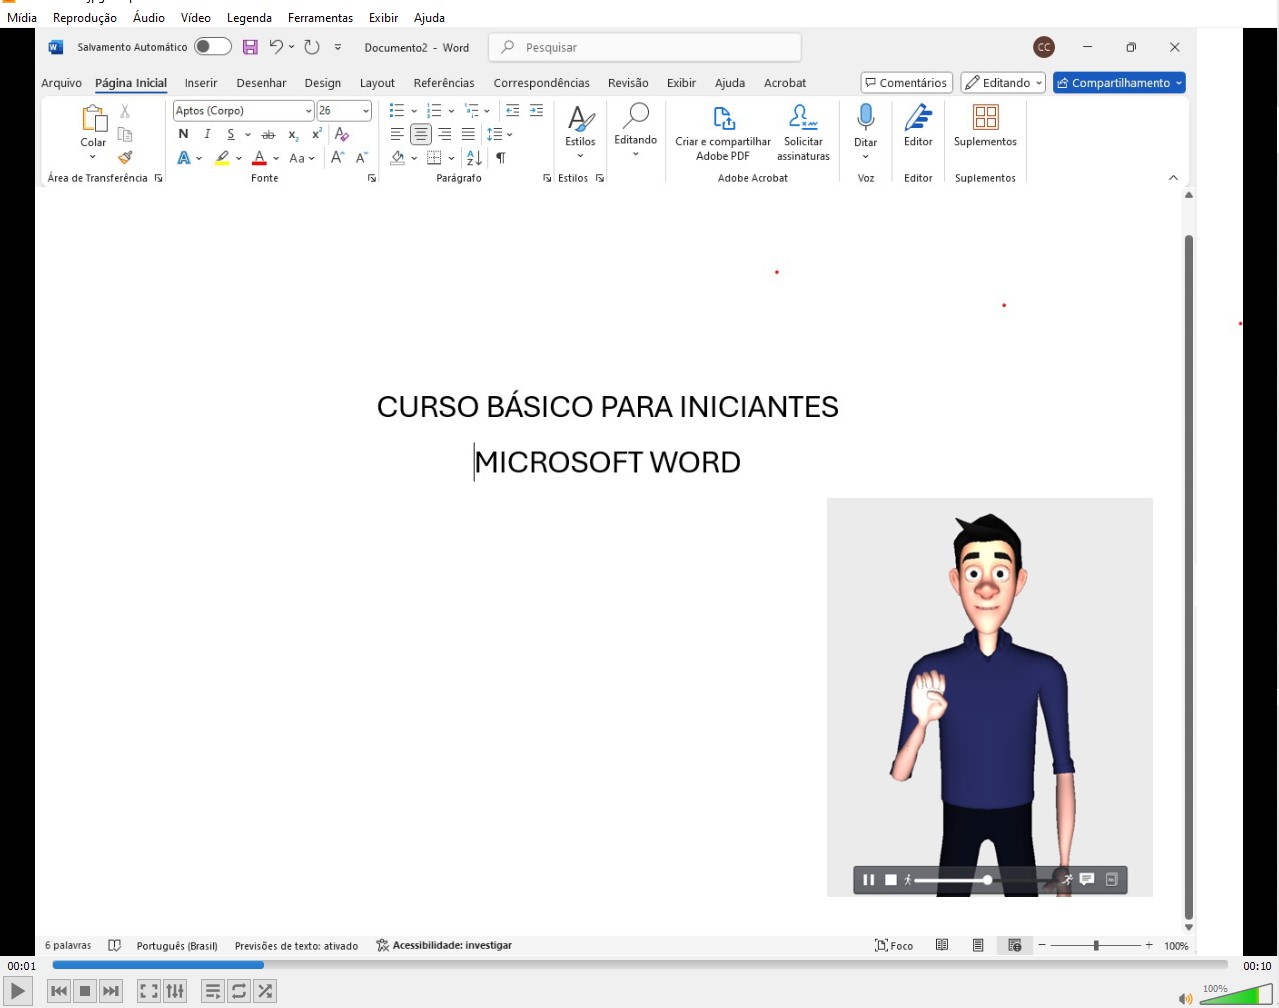 Mídia Reprodução Áudio Vídeo Legenda Ferramentas Exibir Ajuda
Salvamento Automático Documento2 - Word Pesquisar CC
Arquivo Página Inicial Inserir Desenhar Design Layout Referências Correspondências Revisão Exibir Ajuda Acrobat Comentários Editando Compartilhamento
Aptos (Corpo) 26
Colar
N I S ab x₂ x²
A A Aa A A
Estilos
Editando
Criar e compartilhar
Adobe PDF
Solicitar
assinaturas
Ditar
Editor
Suplementos
Área de Transferência Fonte Parágrafo Estilos Adobe Acrobat Voz Editor Suplementos
CURSO BÁSICO PARA INICIANTES
MICROSOFT WORD
6 palavras Português (Brasil) Previsões de texto: ativado Acessibilidade: investigar Foco 100%
00:01 00:10
100%